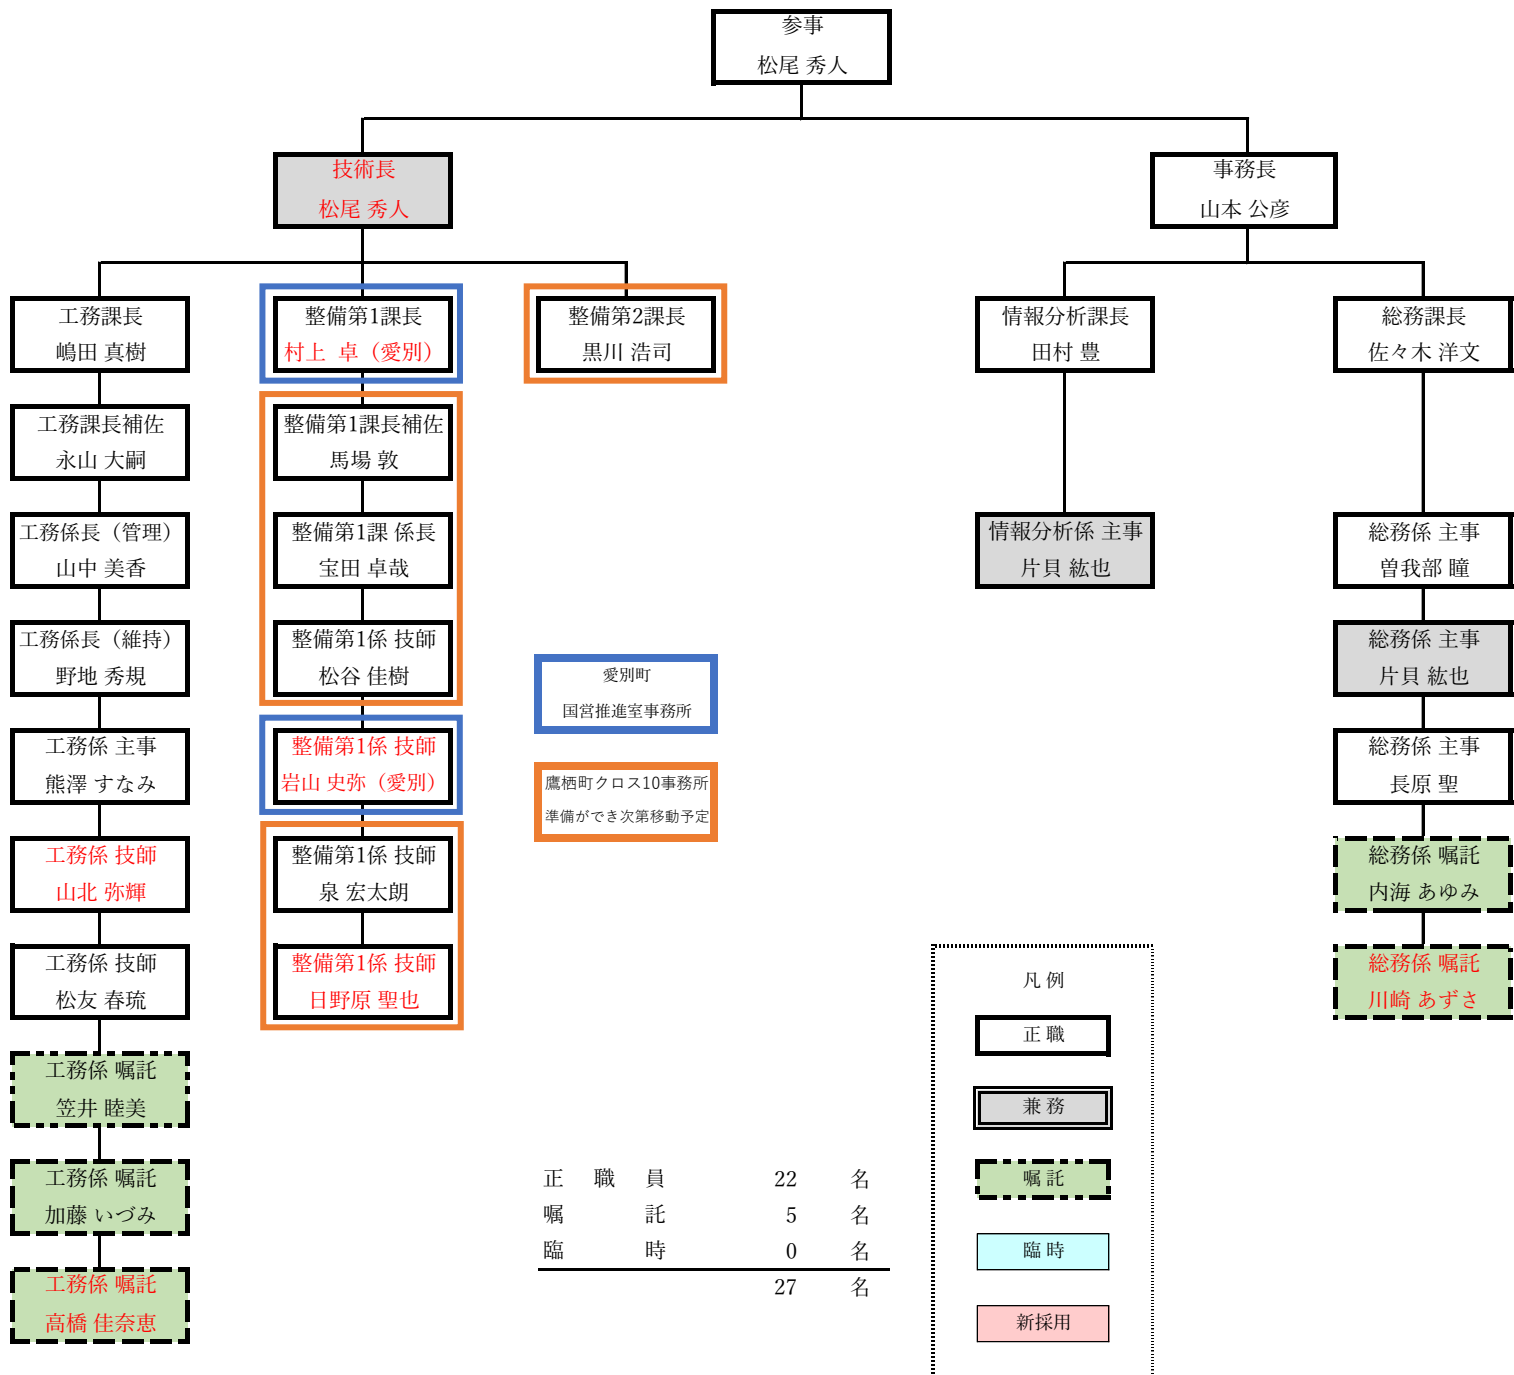 参事
松尾 秀人
技術長
松尾 秀人
事務長
山本 公彦
工務課長
嶋田 真樹
工務課長補佐
永山 大嗣
工務係長（管理）
山中 美香
工務係長（維持）
野地 秀規
工務係 主事
熊澤 すなみ
工務係 技師
山北 弥輝
工務係 技師
松友 春琉
工務係 嘱託
笠井 睦美
工務係 嘱託
加藤 いづみ
工務係 嘱託
高橋 佳奈恵
整備第1課長
村上 卓（愛別）
整備第1課長補佐
馬場 敦
整備第1課 係長
宝田 卓哉
整備第1係 技師
松谷 佳樹
整備第1係 技師
岩山 史弥（愛別）
整備第1係 技師
泉 宏太朗
整備第1係 技師
日野原 聖也
整備第2課長
黒川 浩司
愛別町
国営推進室事務所
鷹栖町クロス10事務所
準備ができ次第移動予定
情報分析課長
田村 豊
情報分析係 主事
片貝 紘也
総務課長
佐々木 洋文
総務係 主事
曽我部 瞳
総務係 主事
片貝 紘也
総務係 主事
長原 聖
総務係 嘱託
内海 あゆみ
総務係 嘱託
川崎 あずさ
正 職 員 22 名
嘱 託 5 名
臨 時 0 名
27 名
凡 例
正 職
兼 務
嘱 託
臨 時
新採用